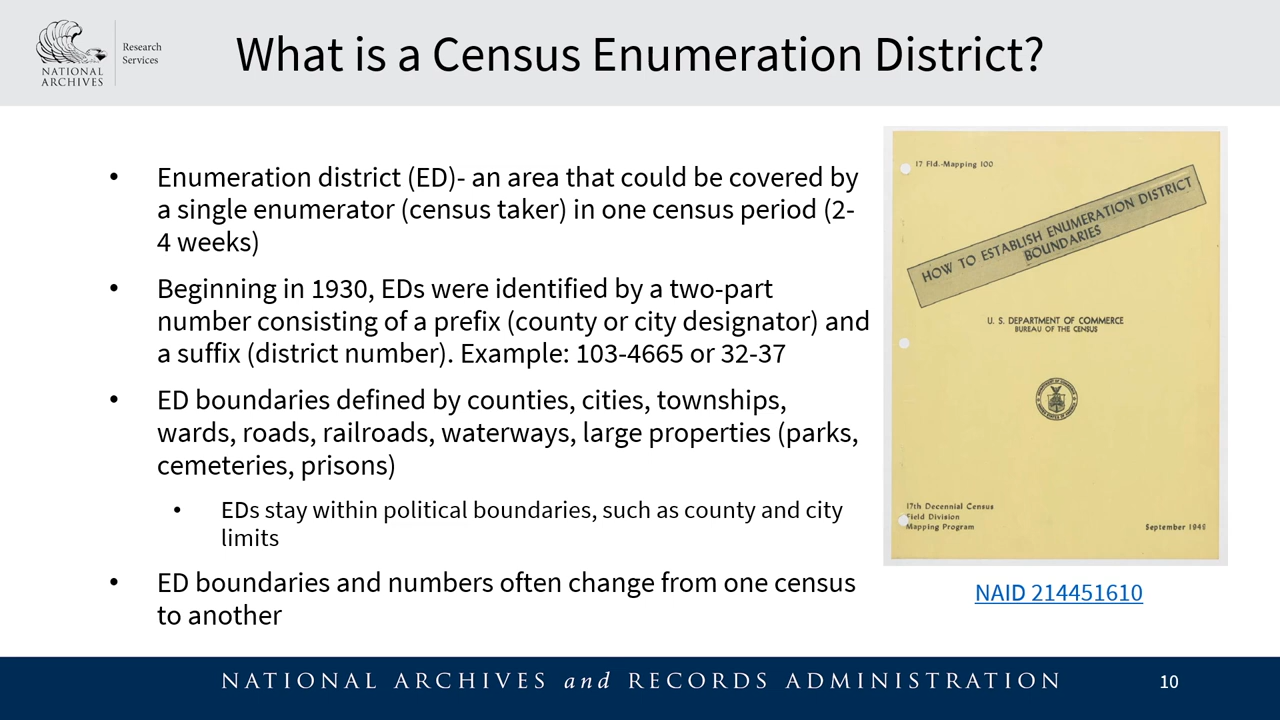 NATIONAL
ARCHIVES
Research
Services
What is a Census Enumeration District?
• Enumeration district (ED)- an area that could be covered by
a single enumerator (census taker) in one census period (2-
4 weeks)
• Beginning in 1930, EDs were identified by a two-part
number consisting of a prefix (county or city designator) and
a suffix (district number). Example: 103-4665 or 32-37
• ED boundaries defined by counties, cities, townships,
wards, roads, railroads, waterways, large properties (parks,
cemeteries, prisons)
• EDs stay within political boundaries, such as county and city
limits
• ED boundaries and numbers often change from one census
to another
17 Fld.-Mapping 100
HOW TO ESTABLISH ENUMERATION DISTRICT
BOUNDARIES
U. S. DEPARTMENT OF COMMERCE
BUREAU OF THE CENSUS
17th Decennial Census
Field Division
Mapping Program
September
NAID 214451610
NATIONAL ARCHIVES and RECORDS ADMINISTRATION
10